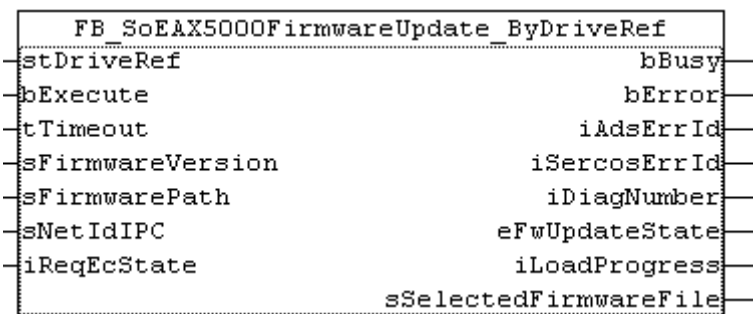 FB_SoEAX5000FirmwareUpdate_ByDriveRef
stDriveRef bBusy
bExecute bError
tTimeout iAdsErrId
sFirmwareVersion iSercosErrId
sFirmwarePath iDiagNumber
sNetIdIPC eFwUpdateState
iReqEcState iLoadProgress
sSelectedFirmwareFile